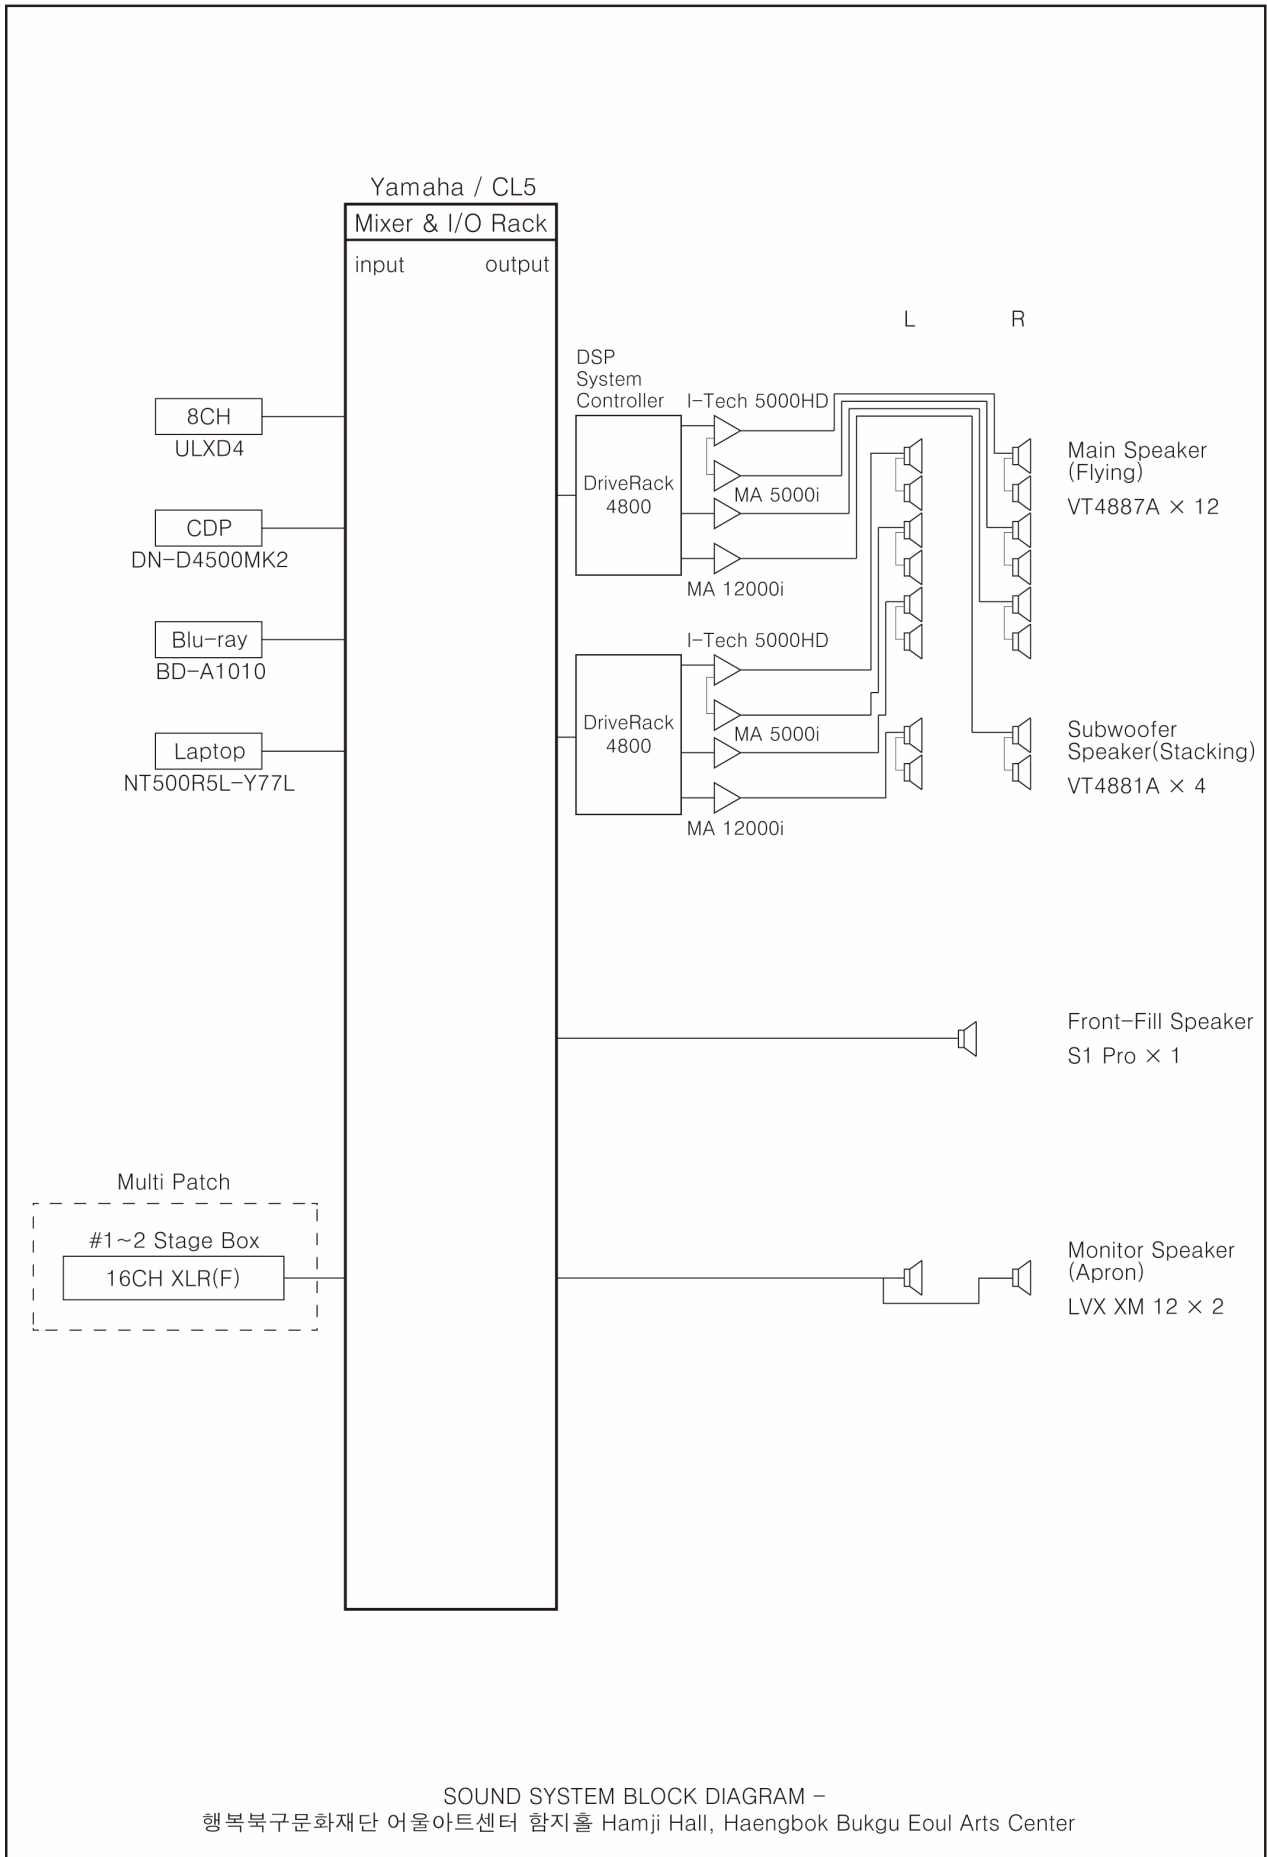 Yamaha / CL5
Mixer & I/O Rack
input output
L R
DSP
System
Controller
I-Tech 5000HD
8CH
ULXD4
Main Speaker
(Flying)
VT4887A × 12
DriveRack
4800
MA 5000i
CDP
DN-D4500MK2
MA 12000i
Blu-ray
BD-A1010
I-Tech 5000HD
DriveRack
4800
MA 5000i
Laptop
NT500R5L-Y77L
Subwoofer
Speaker(Stacking)
VT4881A × 4
MA 12000i
Front-Fill Speaker
S1 Pro × 1
Multi Patch
#1~2 Stage Box
16CH XLR(F)
Monitor Speaker
(Apron)
LVX XM 12 × 2
SOUND SYSTEM BLOCK DIAGRAM -
행복북구문화재단 어울아트센터 함지홀 Hamji Hall, Haengbok Bukgu Eoul Arts Center